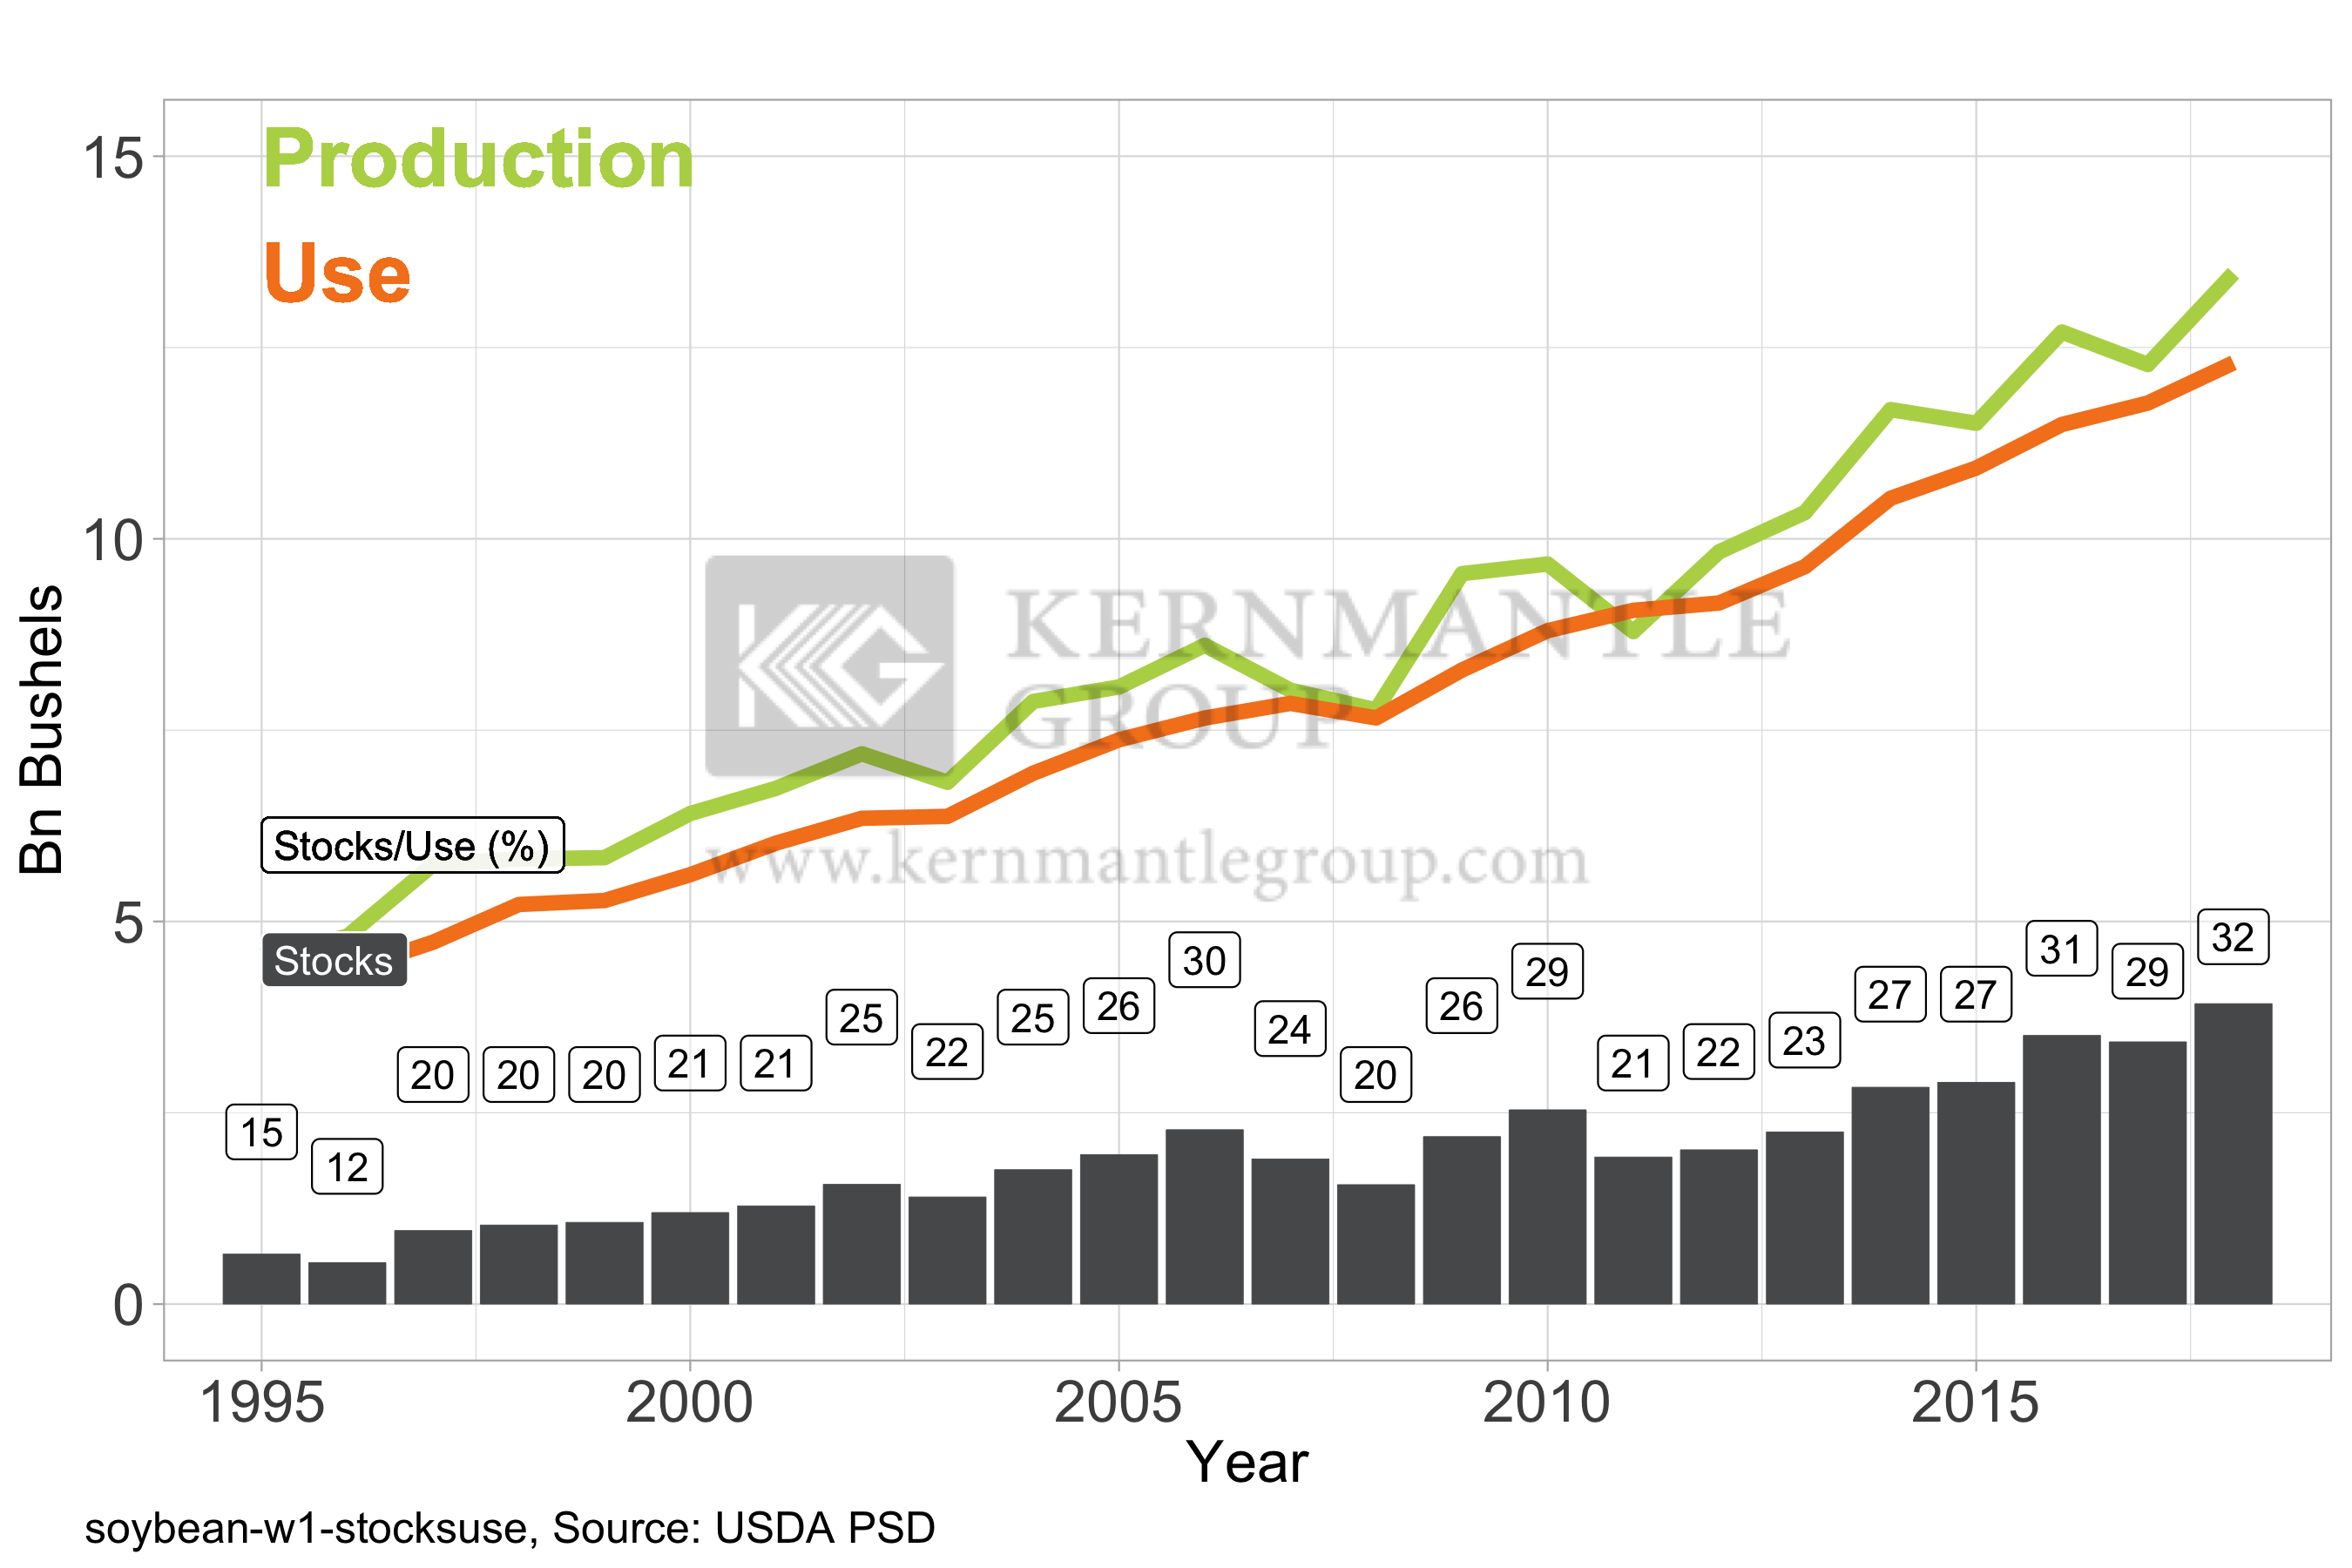 Production
Use
15
10
5
0
Bn Bushels
KERNMANTLE
GROUP
www.kernmantlegroup.com
Stocks/Use (%)
Stocks
15 12 20 20 20 21 21 25 22 25 26 30 24 20 26 29 21 22 23 27 27 31 29 32
1995 2000 2005 2010 2015
Year
soybean-w1-stocksuse, Source: USDA PSD